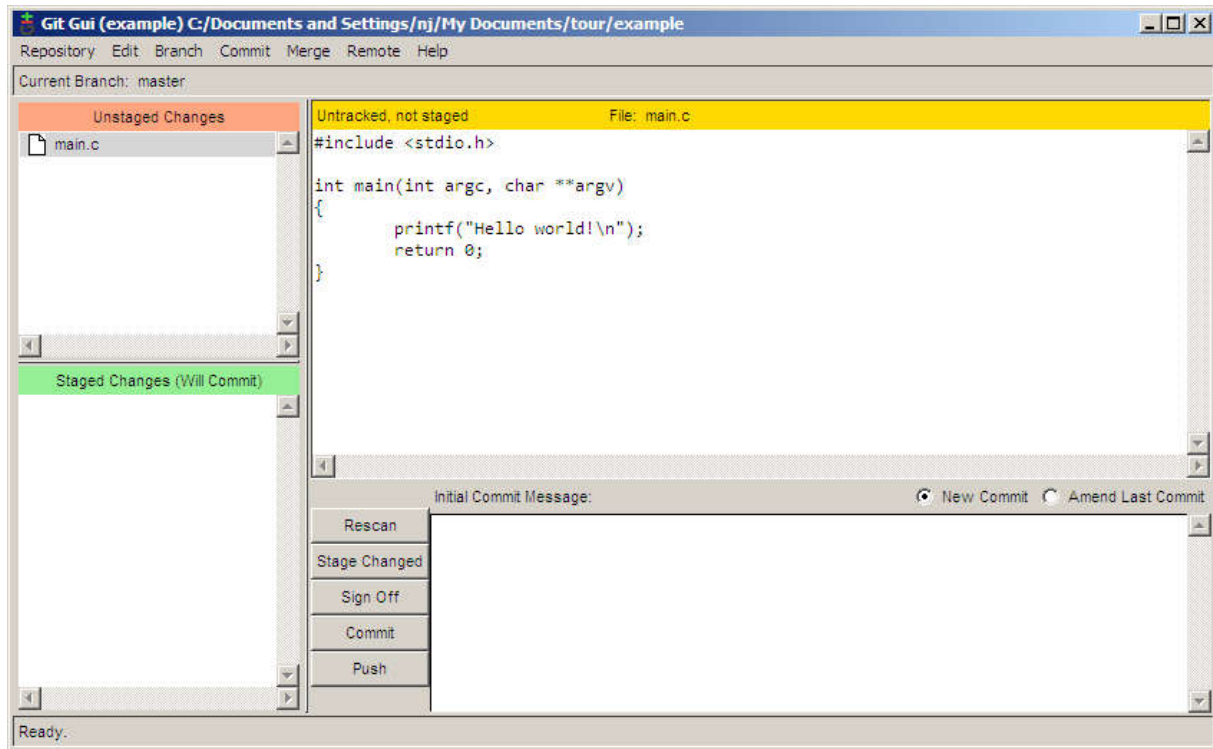 Git Gui (example) C:/Documents and Settings/nj/My Documents/tour/example
Repository Edit Branch Commit Merge Remote Help
Current Branch: master
Unstaged Changes
main.c
Staged Changes (Will Commit)
Untracked, not staged File: main.c
#include <stdio.h>
int main(int argc, char **argv)
{
        printf("Hello world!\n");
        return 0;
}
Initial Commit Message: New Commit Amend Last Commit
Rescan
Stage Changed
Sign Off
Commit
Push
Ready.